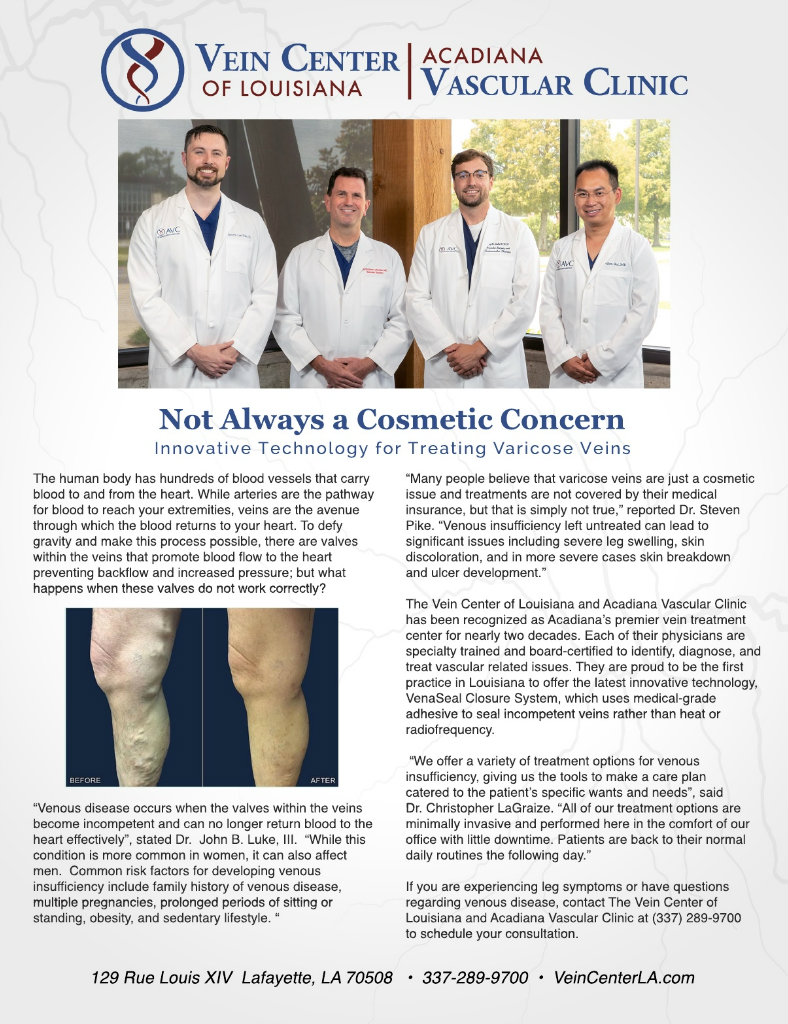 VEIN CENTER
OF LOUISIANA
ACADIANA
VASCULAR CLINIC
AVC
AVC
AVC
Not Always a Cosmetic Concern
Innovative Technology for Treating Varicose Veins
The human body has hundreds of blood vessels that carry
blood to and from the heart. While arteries are the pathway
for blood to reach your extremities, veins are the avenue
through which the blood returns to your heart. To defy
gravity and make this process possible, there are valves
within the veins that promote blood flow to the heart
preventing backflow and increased pressure; but what
happens when these valves do not work correctly?
BEFORE
AFTER
“Venous disease occurs when the valves within the veins
become incompetent and can no longer return blood to the
heart effectively”, stated Dr.  John B. Luke, III.  “While this
condition is more common in women, it can also affect
men.  Common risk factors for developing venous
insufficiency include family history of venous disease,
multiple pregnancies, prolonged periods of sitting or
standing, obesity, and sedentary lifestyle. “
“Many people believe that varicose veins are just a cosmetic
issue and treatments are not covered by their medical
insurance, but that is simply not true,” reported Dr. Steven
Pike. “Venous insufficiency left untreated can lead to
significant issues including severe leg swelling, skin
discoloration, and in more severe cases skin breakdown
and ulcer development.”
The Vein Center of Louisiana and Acadiana Vascular Clinic
has been recognized as Acadiana’s premier vein treatment
center for nearly two decades. Each of their physicians are
specialty trained and board-certified to identify, diagnose, and
treat vascular related issues. They are proud to be the first
practice in Louisiana to offer the latest innovative technology,
VenaSeal Closure System, which uses medical-grade
adhesive to seal incompetent veins rather than heat or
radiofrequency.
“We offer a variety of treatment options for venous
insufficiency, giving us the tools to make a care plan
catered to the patient’s specific wants and needs”, said
Dr. Christopher LaGraize. “All of our treatment options are
minimally invasive and performed here in the comfort of our
office with little downtime. Patients are back to their normal
daily routines the following day.”
If you are experiencing leg symptoms or have questions
regarding venous disease, contact The Vein Center of
Louisiana and Acadiana Vascular Clinic at (337) 289-9700
to schedule your consultation.
129 Rue Louis XIV  Lafayette, LA 70508  •  337-289-9700  •  VeinCenterLA.com